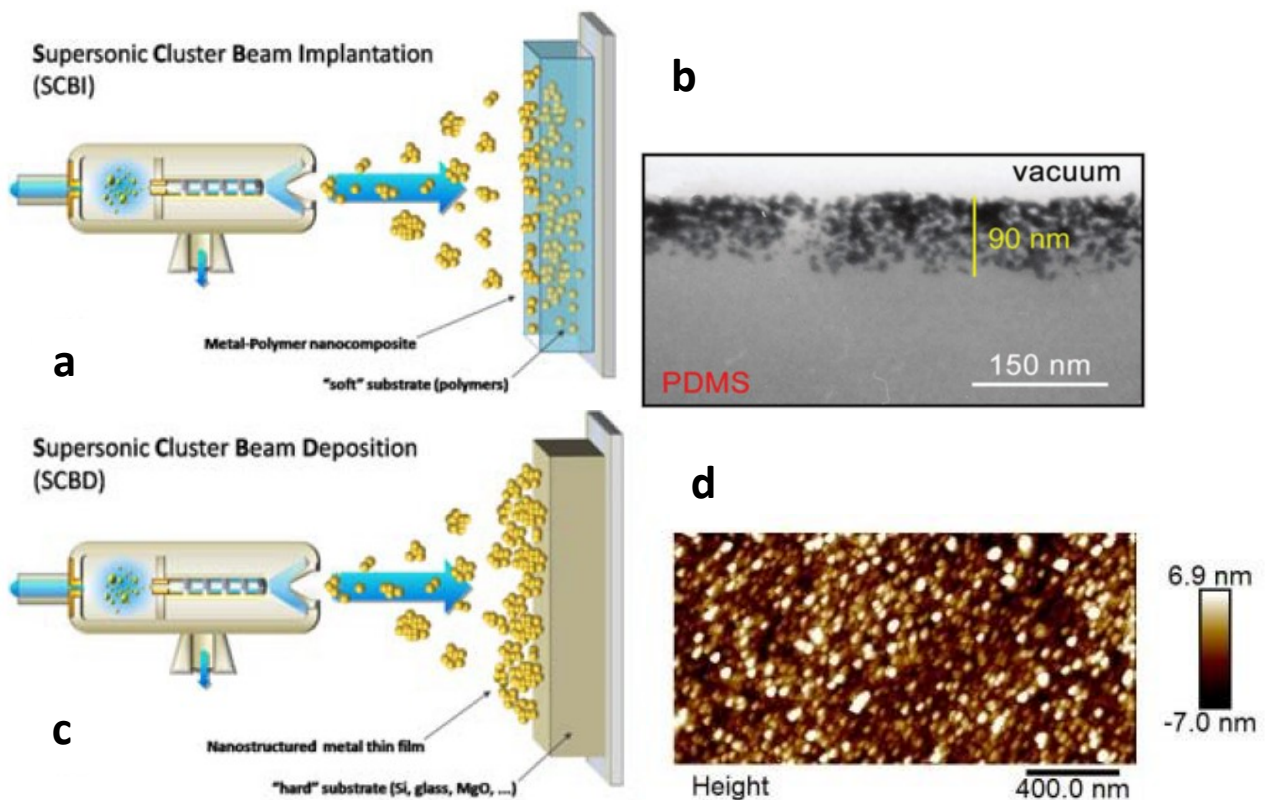 Supersonic Cluster Beam Implantation
(SCBI)
Metal-Polymer nanocomposite
"soft" substrate (polymers)
a
b
vacuum
90 nm
150 nm
PDMS
Supersonic Cluster Beam Deposition
(SCBD)
Nanostructured metal thin film
"hard" substrate (Si, glass, MgO, ...)
c
d
6.9 nm
-7.0 nm
Height
400.0 nm